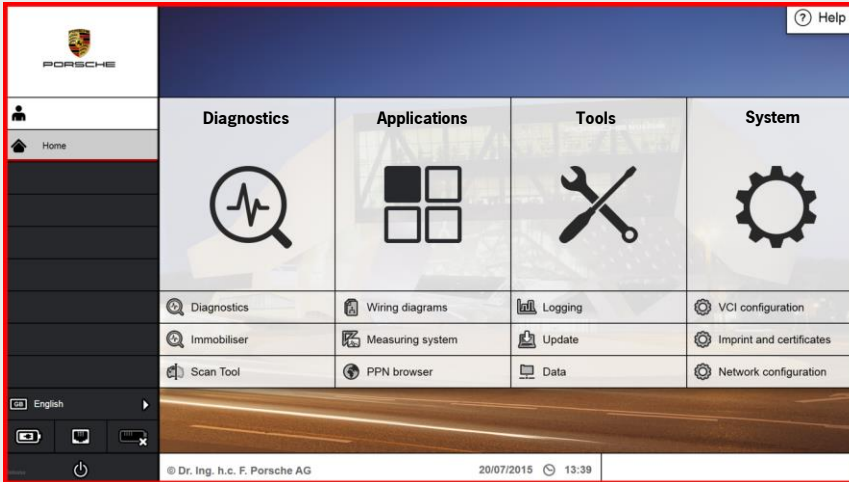 Help
PORSCHE
Home
Diagnostics
Applications
Tools
System
Diagnostics
Wiring diagrams
Logging
VCI configuration
Immobiliser
Measuring system
Update
Imprint and certificates
Scan Tool
PPN browser
Data
Network configuration
GB English
© Dr. Ing. h.c. F. Porsche AG
20/07/2015 13:39